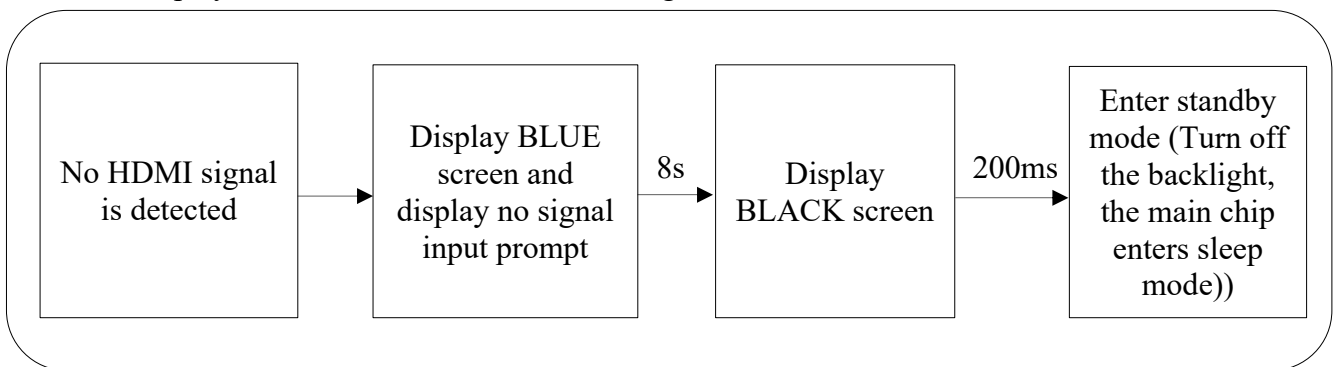 No HDMI signal
is detected
Display BLUE
screen and
display no signal
input prompt
8s
Display
BLACK screen
200ms
Enter standby
mode (Turn off
the backlight,
the main chip
enters sleep
mode))